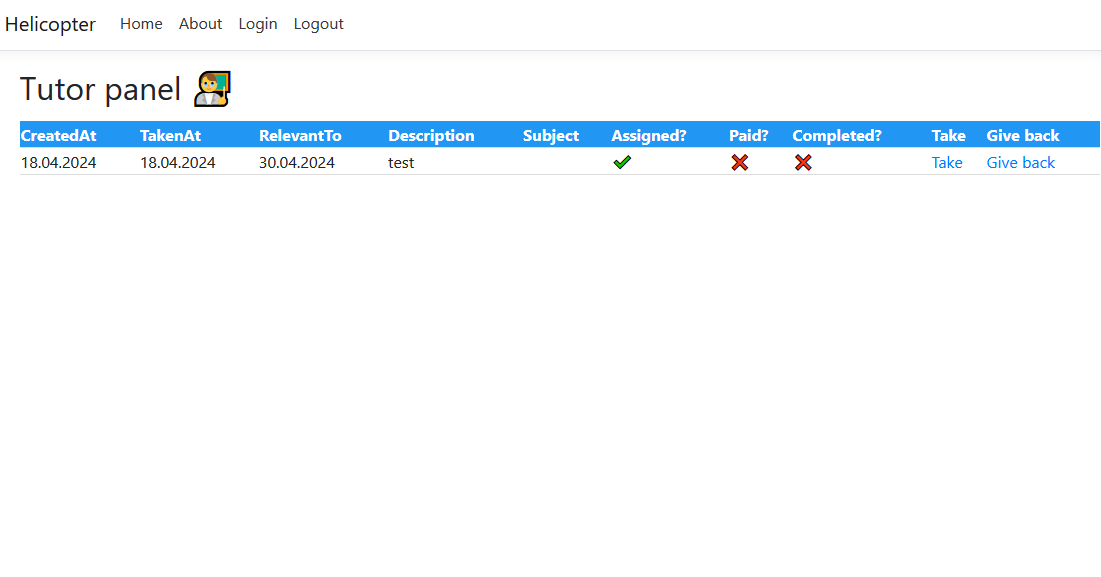 Helicopter Home About Login Logout
Tutor panel
CreatedAt TakenAt RelevantTo Description Subject Assigned? Paid? Completed? Take Give back
18.04.2024 18.04.2024 30.04.2024 test Take Give back